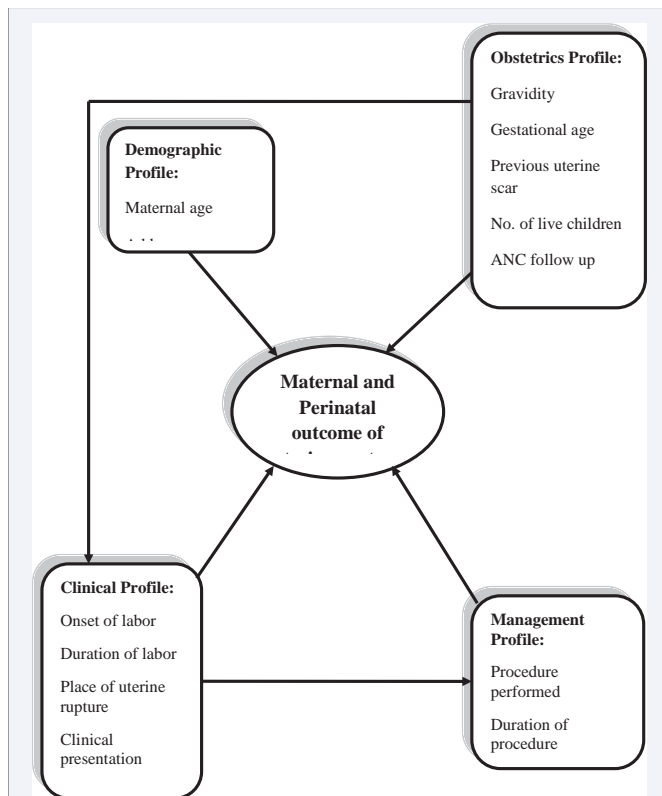 Obstetrics Profile:
Gravidity
Gestational age
Previous uterine
scar
No. of live children
ANC follow up
Demographic
Profile:
Maternal age
Maternal and
Perinatal
outcome of
Clinical Profile:
Onset of labor
Duration of labor
Place of uterine
rupture
Clinical
presentation
Management
Profile:
Procedure
performed
Duration of
procedure